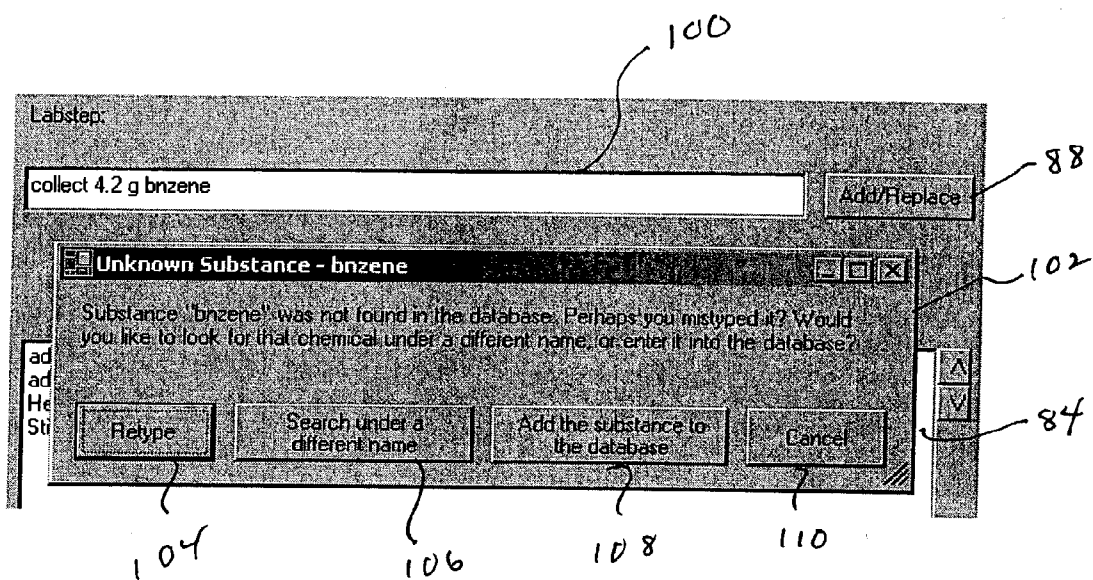 100
Labstep:
collect 4.2 g bnzene
Add/Replace
88
Unknown Substance - bnzene
102
Substance "bnzene" was not found in the database. Perhaps you mistyped it? Would
you like to look for that chemical under a different name, or enter it into the database?
ad
ad
He
Sti
Retype
Search under a
different name
Add the substance to
the database
Cancel
84
104
106
108
110